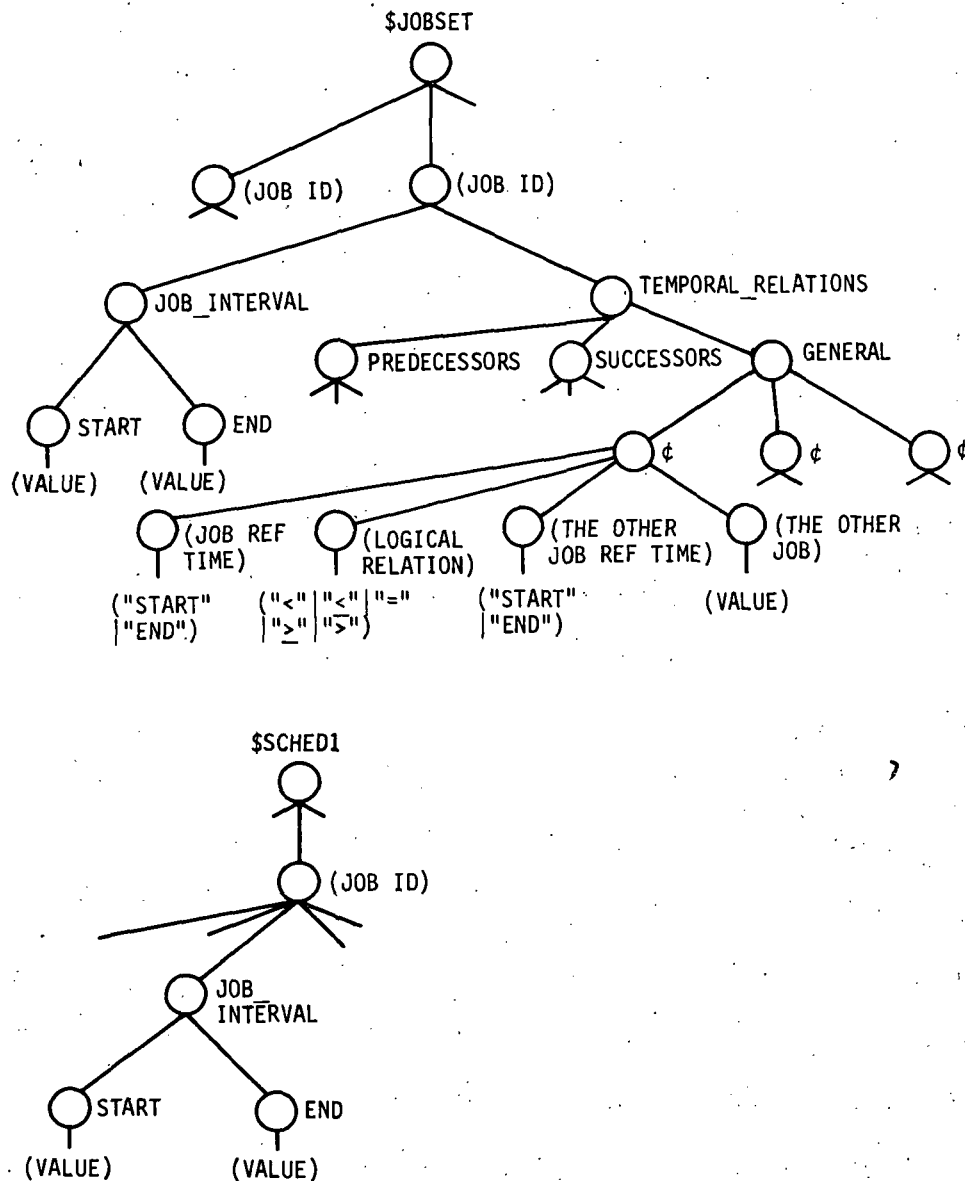 $JOBSET
(JOB ID)
(JOB ID)
JOB_INTERVAL
TEMPORAL_RELATIONS
PREDECESSORS
SUCCESSORS
GENERAL
START
END
(VALUE)
(VALUE)
¢
¢
¢
(JOB REF
TIME)
(LOGICAL
RELATION)
(THE OTHER
JOB REF TIME)
(THE OTHER
JOB)
("START"
|"END")
("<"|"≤"|"="
|"≥"|">")
("START"
|"END")
(VALUE)
$SCHED1
(JOB ID)
JOB_
INTERVAL
START
END
(VALUE)
(VALUE)